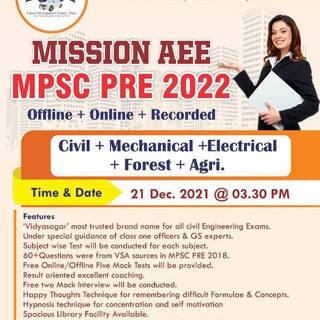 Career Development Center, Pune
MISSION AEE
MPSC PRE 2022
Offline + Online + Recorded
Civil + Mechanical +Electrical
+ Forest + Agri.
Time & Date
21 Dec. 2021 @ 03.30 PM
Features
'Vidyasagar' most trusted brand name for all civil Engineering Exams.
Under special guidance of class one officers & GS experts.
Subject wise Test will be conducted for each subject.
60+Questions were from VSA sources in MPSC PRE 2018.
Free Online/Offline Five Mock Tests will be provided.
Result oriented excellent coaching.
Free two Mock Interview will be conducted.
Happy Thoughts Technique for remembering difficult Formulae & Concepts.
Hypnosis technique for concentration and self motivation
Spacious Library Facility Available.